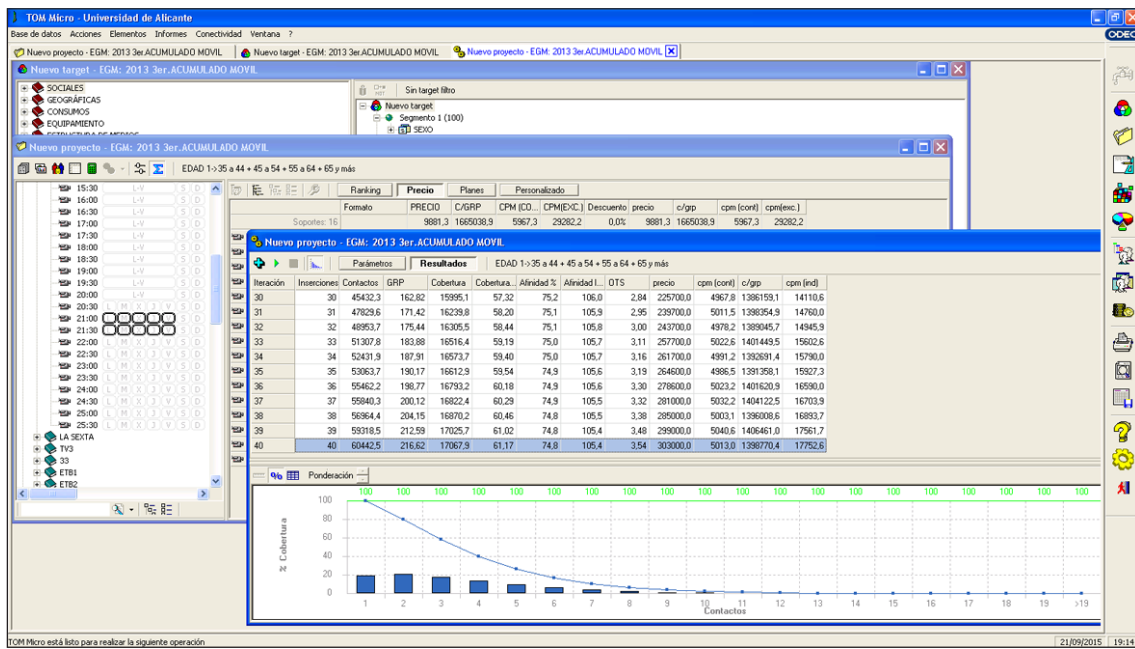 TOM Micro - Universidad de Alicante
Base de datos Acciones Elementos Informes Conectividad Ventana ?
ODEC
Nuevo proyecto - EGM: 2013 3er.ACUMULADO MOVIL Nuevo target - EGM: 2013 3er.ACUMULADO MOVIL Nuevo proyecto - EGM: 2013 3er.ACUMULADO MOVIL
Nuevo target - EGM: 2013 3er.ACUMULADO MOVIL
SOCIALES
GEOGRÁFICAS
CONSUMOS
EQUIPAMIENTO
ESTRUCTURA DE MEDIOS
Sin target filtro
Nuevo target
Segmento 1 (100)
SEXO
Nuevo proyecto - EGM: 2013 3er.ACUMULADO MOVIL
EDAD 1->35 a 44 + 45 a 54 + 55 a 64 + 65 y más
15:30 L-V S D
16:00 L-V S D
16:30 L-V S D
17:00 L-V S D
17:30 L-V S D
18:00 L-V S D
18:30 L-V S D
19:00 L-V S D
19:30 L-V S D
20:00 L-V S D
20:30 L M X J V S D
21:00 S D
21:30 S D
22:00 L M X J V S D
22:30 L M X J V S D
23:00 L M X J V S D
23:30 L M X J V S D
24:00 L M X J V S D
24:30 L M X J V S D
25:00 L M X J V S D
25:30 L M X J V S D
LA SEXTA
TV3
33
ETB1
ETB2
Ranking Precio Planes Personalizado
Formato PRECIO C/GRP CPM (CO... CPM(EXC.) Descuento precio c/grp cpm (cont) cpm(exc.)
Soportes: 16 9881,3 1665038,9 5967,3 29282,2 0,0% 9881,3 1665038,9 5967,3 29282,2
Nuevo proyecto - EGM: 2013 3er.ACUMULADO MOVIL
Parámetros Resultados EDAD 1->35 a 44 + 45 a 54 + 55 a 64 + 65 y más
Iteración Inserciones Contactos GRP Cobertura Cobertura... Afinidad % Afinidad I... OTS precio cpm (cont) c/grp cpm (ind)
30 30 45432,3 162,82 15995,1 57,32 75,2 106,0 2,84 225700,0 4967,8 1386159,1 14110,6
31 31 47829,6 171,42 16239,8 58,20 75,1 105,9 2,95 239700,0 5011,5 1398354,9 14760,0
32 32 48953,7 175,44 16305,5 58,44 75,1 105,8 3,00 243700,0 4978,2 1389045,7 14945,9
33 33 51307,8 183,88 16516,4 59,19 75,0 105,7 3,11 257700,0 5022,6 1401449,5 15602,6
34 34 52431,9 187,91 16573,7 59,40 75,0 105,7 3,16 261700,0 4991,2 1392691,4 15790,0
35 35 53063,7 190,17 16612,9 59,54 74,9 105,6 3,19 264600,0 4986,5 1391358,1 15927,3
36 36 55462,2 198,77 16793,2 60,18 74,9 105,6 3,30 278600,0 5023,2 1401620,9 16590,0
37 37 55840,3 200,12 16822,4 60,29 74,9 105,5 3,32 281000,0 5032,2 1404122,5 16703,9
38 38 56964,4 204,15 16870,2 60,46 74,8 105,5 3,38 285000,0 5003,1 1396008,6 16893,7
39 39 59318,5 212,59 17025,7 61,02 74,8 105,4 3,48 299000,0 5040,6 1406461,0 17561,7
40 40 60442,5 216,62 17067,9 61,17 74,8 105,4 3,54 303000,0 5013,0 1398770,4 17752,6
% Ponderación
100 100 100 100 100 100 100 100 100 100 100 100 100 100 100 100 100 100 100 100
100
80
60
40
20
0
% Cobertura
1 2 3 4 5 6 7 8 9 10 11 12 13 14 15 16 17 18 19 >19
Contactos
TOM Micro está listo para realizar la siguiente operación 21/09/2015 19:14